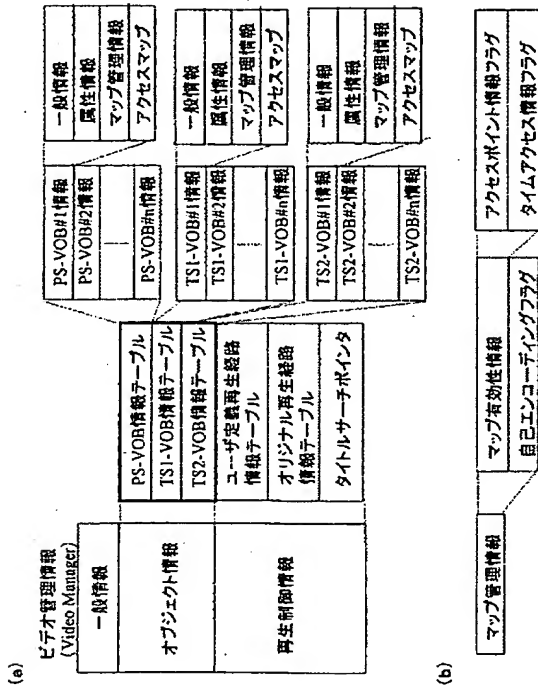 (a)
ビデオ管理情報
(Video Manager)
一般情報
オブジェクト情報
再生制御情報
PS-VOB情報テーブル
TS1-VOB情報テーブル
TS2-VOB情報テーブル
ユーザ定義再生経路
情報テーブル
オリジナル再生経路
情報テーブル
タイトルサーチポインタ
PS-VOB#1情報
PS-VOB#2情報
PS-VOB#n情報
TS1-VOB#1情報
TS1-VOB#2情報
TS1-VOB#n情報
TS2-VOB#1情報
TS2-VOB#2情報
TS2-VOB#n情報
一般情報
属性情報
マップ管理情報
アクセスマップ
一般情報
属性情報
マップ管理情報
アクセスマップ
一般情報
属性情報
マップ管理情報
アクセスマップ
(b)
マップ管理情報
マップ有効性情報
自己エンコーディングフラグ
アクセスポイント情報フラグ
タイムアクセス情報フラグ